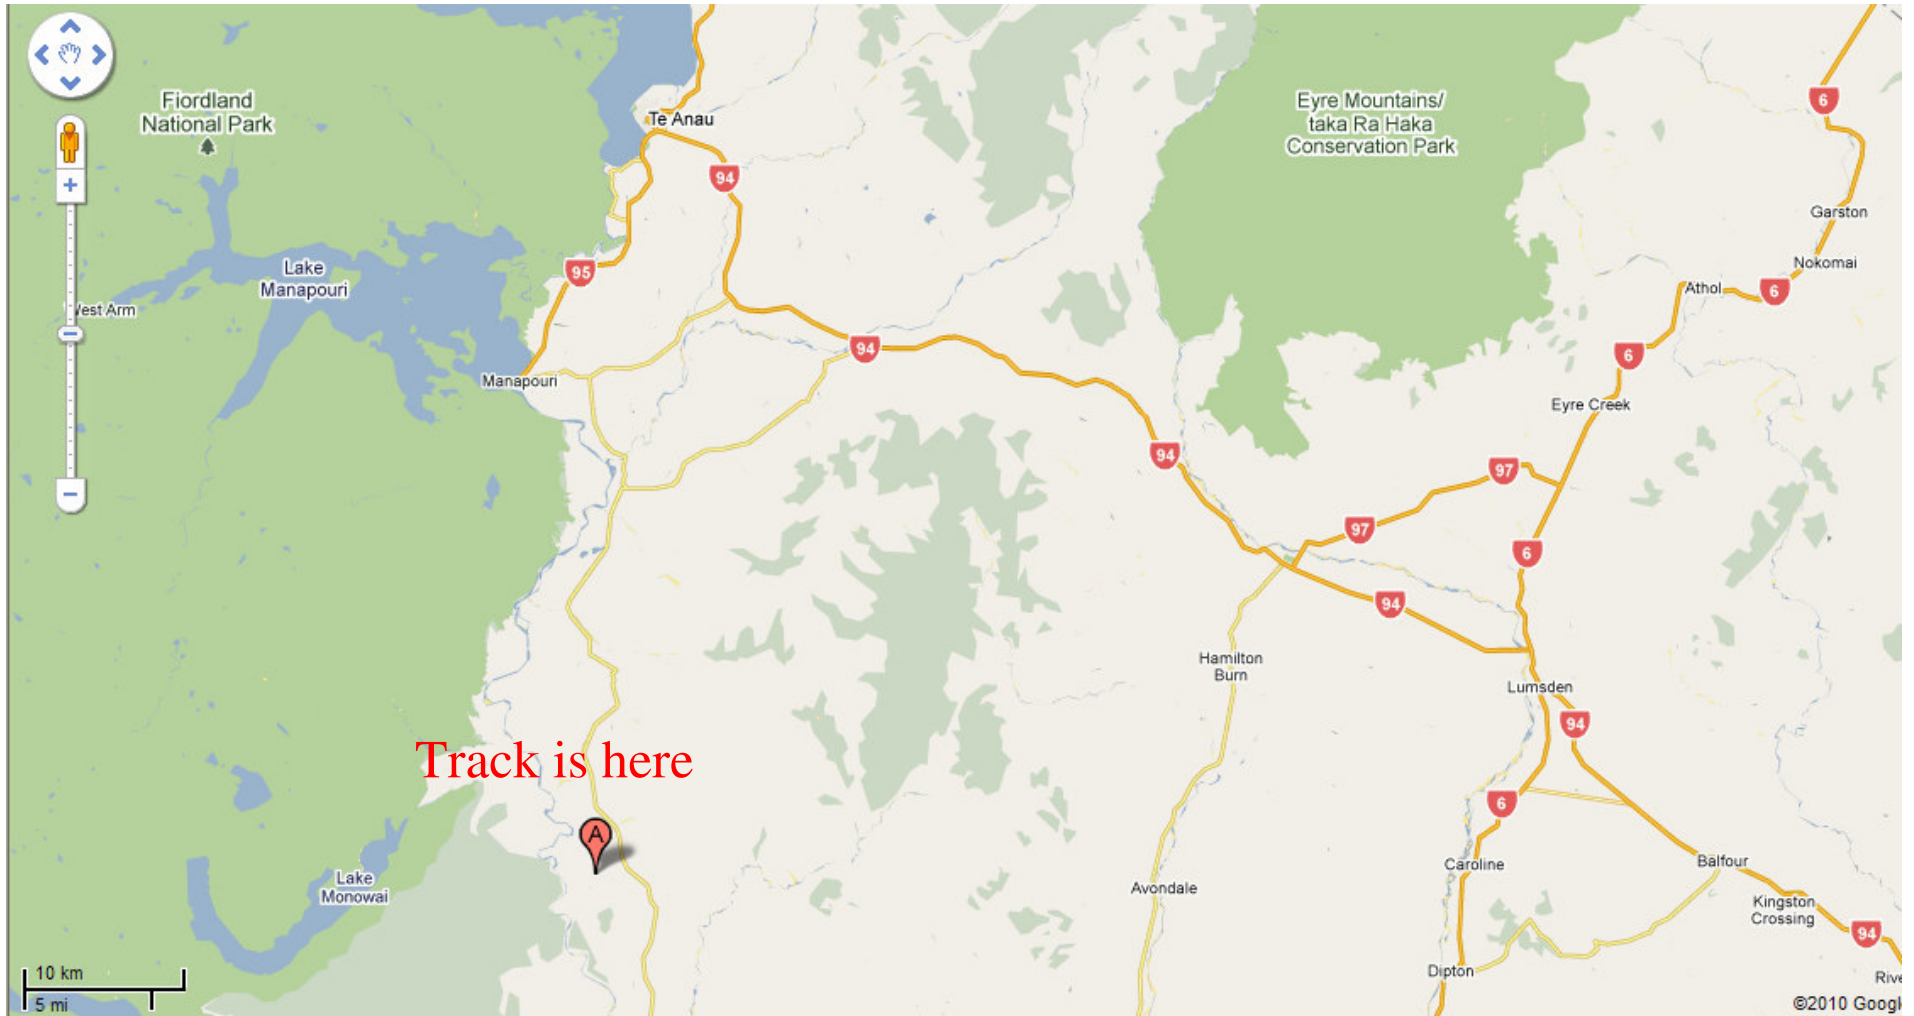 Fiordland
National Park
Te Anau
94
Eyre Mountains/
taka Ra Haka
Conservation Park
6
Garston
Nokomai
Athol
6
95
Lake
Manapouri
West Arm
94
6
Manapouri
Eyre Creek
94
97
97
6
94
Hamilton
Burn
Lumsden
94
Track is here
6
A
Lake
Monowai
Avondale
Caroline
Balfour
Kingston
Crossing
94
Dipton
Rive
10 km
5 mi
©2010 Googl